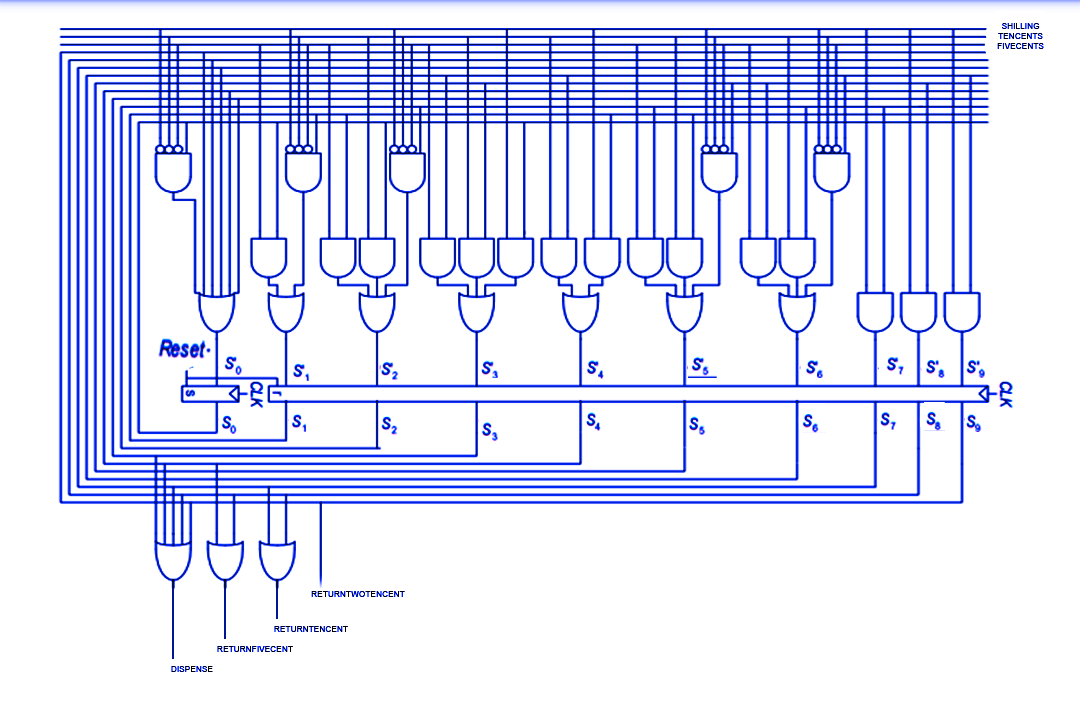 SHILLING
TENCENTS
FIVECENTS
Reset
S'0
S'1
S'2
S'3
S'4
S'5
S'6
S'7
S'8
S'9
s
CLK
r
CLK
S0
S1
S2
S3
S4
S5
S6
S7
S8
S9
RETURNTWOTENCENT
RETURNTENCENT
RETURNFIVECENT
DISPENSE